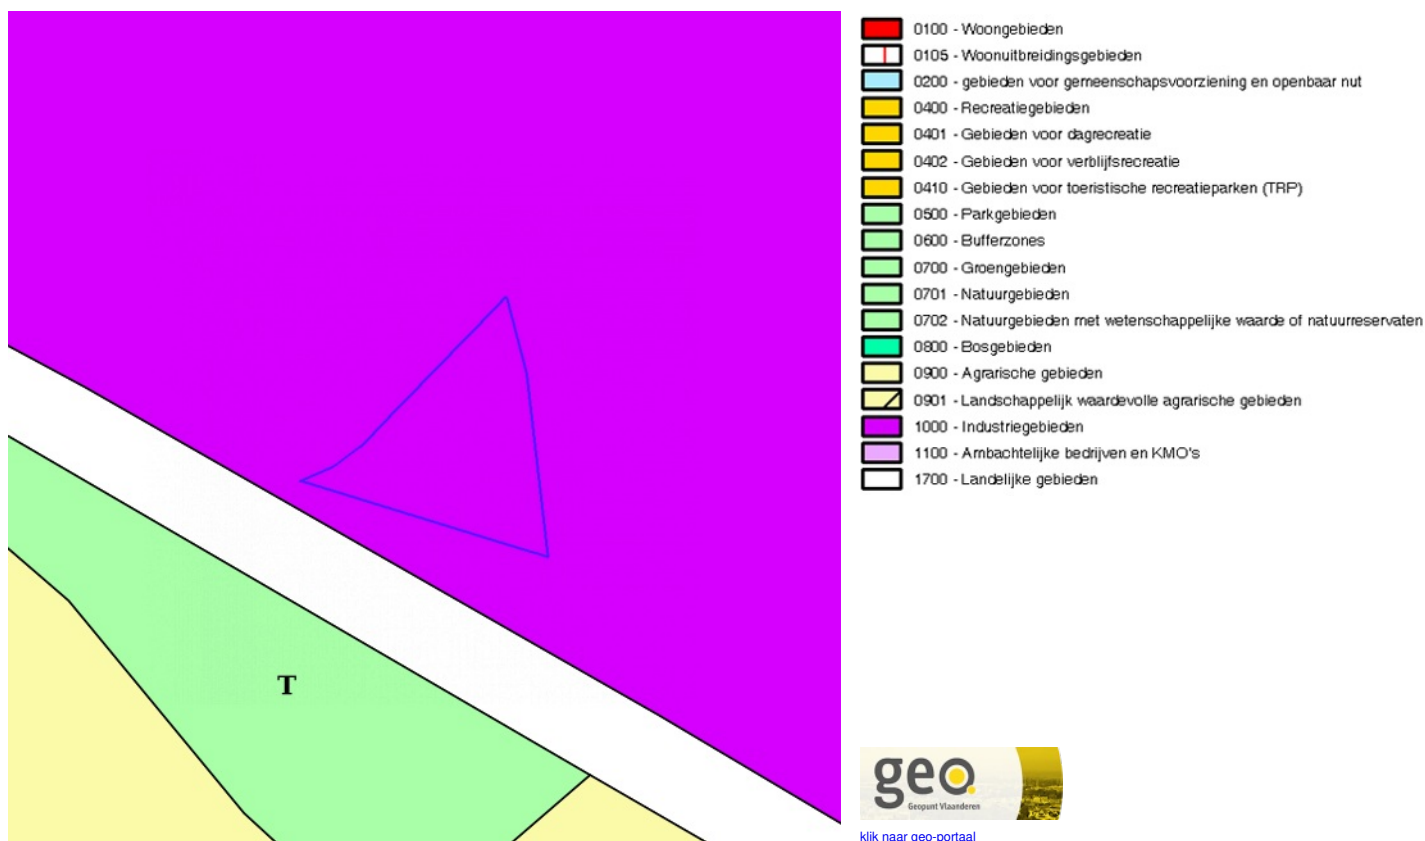 0100 - Woongebieden
0105 - Woonuitbreidingsgebieden
0200 - gebieden voor gemeenschapsvoorziening en openbaar nut
0400 - Recreatiegebieden
0401 - Gebieden voor dagrecreatie
0402 - Gebieden voor verblijfsrecreatie
0410 - Gebieden voor toeristische recreatieparken (TRP)
0500 - Parkgebieden
0600 - Bufferzones
0700 - Groengebieden
0701 - Natuurgebieden
0702 - Natuurgebieden met wetenschappelijke waarde of natuurreservaten
0800 - Bosgebieden
0900 - Agrarische gebieden
0901 - Landschappelijk waardevolle agrarische gebieden
1000 - Industriegebieden
1100 - Ambachtelijke bedrijven en KMO's
1700 - Landelijke gebieden
T
geo
Geopunt Vlaanderen
klik naar geo-portaal